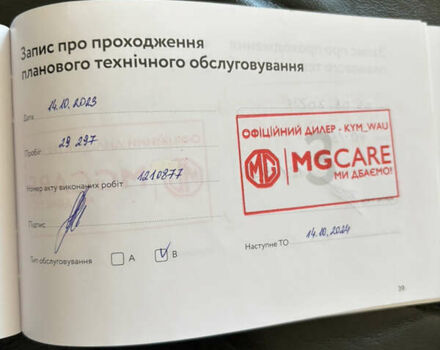 Запис про проходження
планового технічного обслуговування
Дата 14.10.2023
Пробіг 29 297
Номер акту виконаних робіт 1210877
Підпис
Тип обслуговування A B
ОФІЦІЙНИЙ ДИЛЕР - KYM_WAU
MG MGCARE
МИ ДБАЄМО!
Наступне ТО 14.10.2024
39